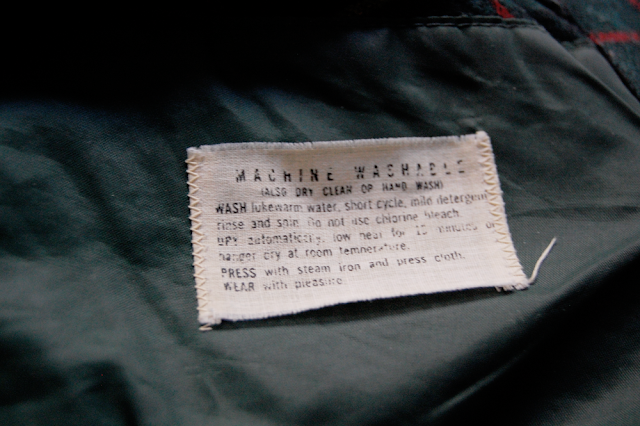 MACHINE WASHABLE
(ALSO DRY CLEAN OR HAND WASH)
WASH lukewarm water, short cycle, mild detergent
rinse and spin. Do not use chlorine bleach.
DRY automatically, low heat for 15 minutes or
hanger dry at room temperature.
PRESS with steam iron and press cloth.
WEAR with pleasure.